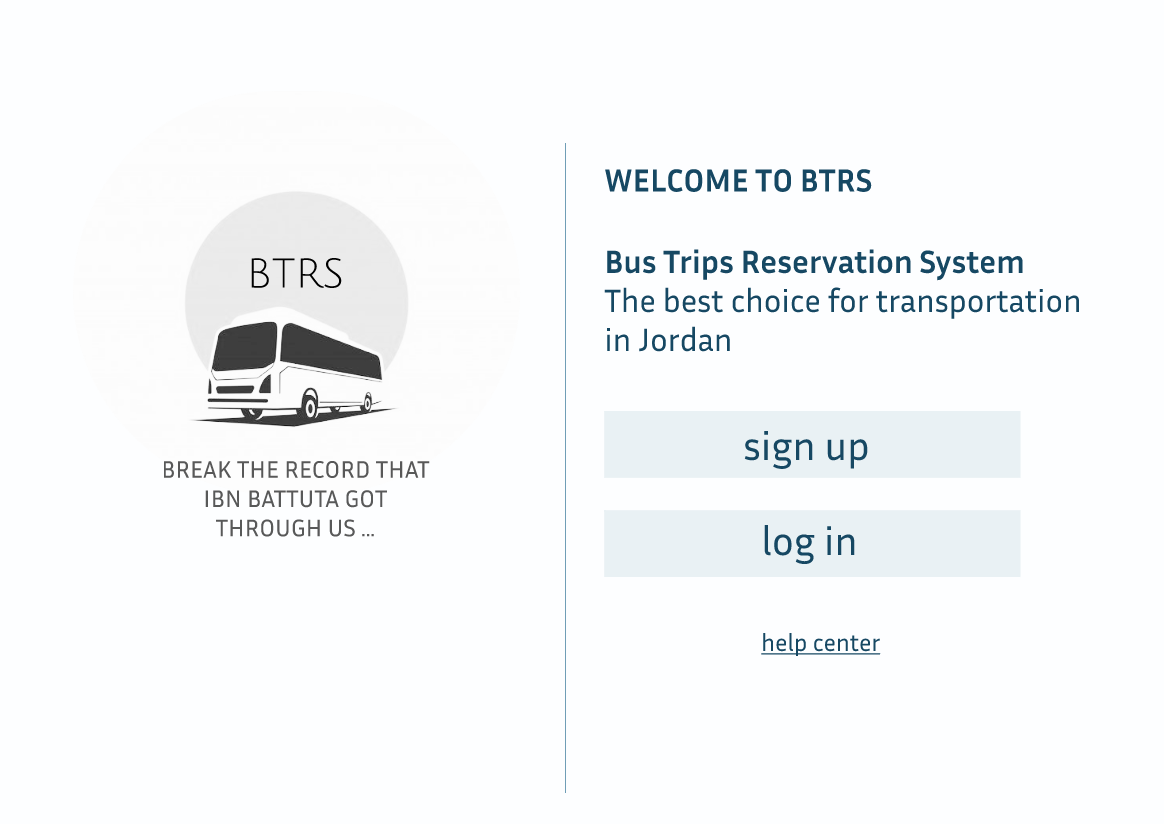 BTRS
BREAK THE RECORD THAT
IBN BATTUTA GOT
THROUGH US ...
WELCOME TO BTRS
Bus Trips Reservation System
The best choice for transportation
in Jordan
sign up
log in
help center